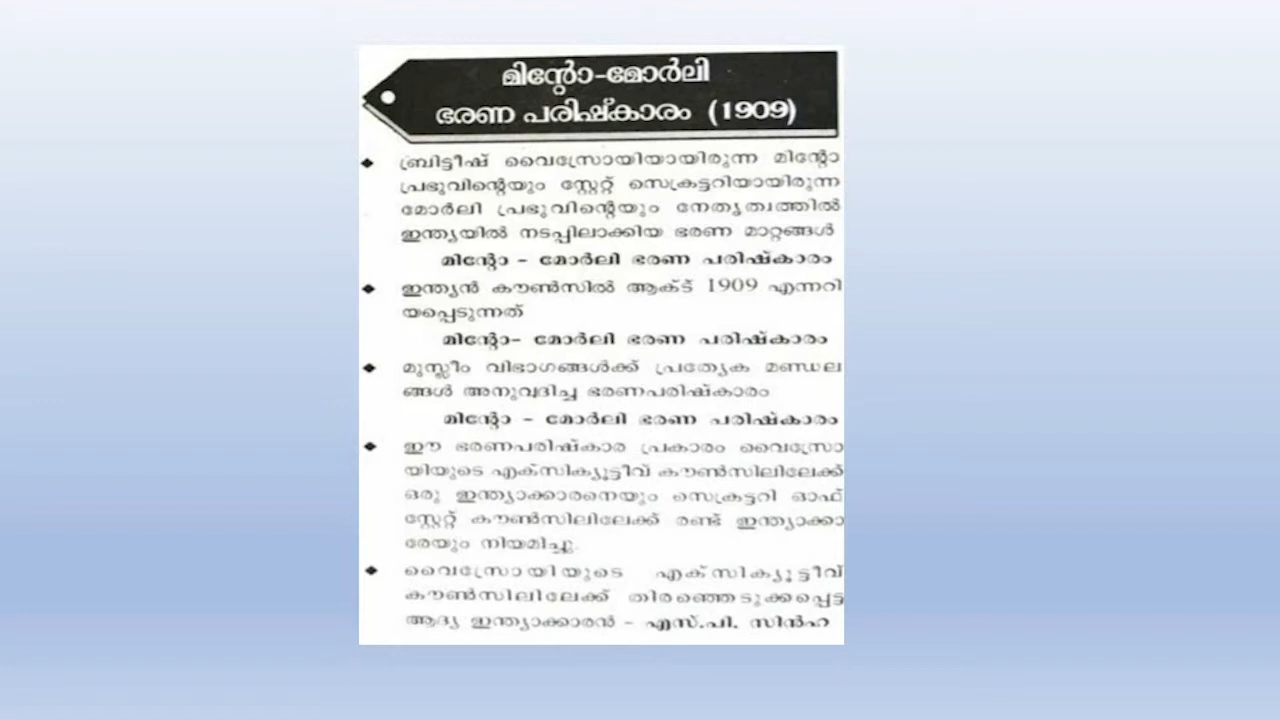 മിന്റോ-മോർലി
ഭരണ പരിഷ്കാരം (1909)
ബ്രിട്ടീഷ് വൈസ്രോയിയായിരുന്ന മിന്റോ
പ്രഭുവിന്റെയും സ്റ്റേറ്റ് സെക്രട്ടറിയായിരുന്ന
മോർലി പ്രഭുവിന്റെയും നേതൃത്വത്തിൽ
ഇന്ത്യയിൽ നടപ്പിലാക്കിയ ഭരണ മാറ്റങ്ങൾ
മിന്റോ - മോർലി ഭരണ പരിഷ്കാരം
ഇന്ത്യൻ കൗൺസിൽ ആക്ട് 1909 എന്നറി
യപ്പെടുന്നത്
മിന്റോ- മോർലി ഭരണ പരിഷ്കാരം
മുസ്ലീം വിഭാഗങ്ങൾക്ക് പ്രത്യേക മണ്ഡല
ങ്ങൾ അനുവദിച്ച ഭരണപരിഷ്കാരം
മിന്റോ - മോർലി ഭരണ പരിഷ്കാരം
ഈ ഭരണപരിഷ്കാര പ്രകാരം വൈസ്രോ
യിയുടെ എക്സിക്യൂട്ടീവ് കൗൺസിലിലേക്ക്
ഒരു ഇന്ത്യാക്കാരനെയും സെക്രട്ടറി ഓഫ്
സ്റ്റേറ്റ് കൗൺസിലിലേക്ക് രണ്ട് ഇന്ത്യാക്കാ
രേയും നിയമിച്ചു.
വൈസ്രോയിയുടെ എക്സിക്യൂട്ടീവ്
കൗൺസിലിലേക്ക് തിരഞ്ഞെടുക്കപ്പെട്ട
ആദ്യ ഇന്ത്യാക്കാരൻ - എസ്.പി. സിൻഹ